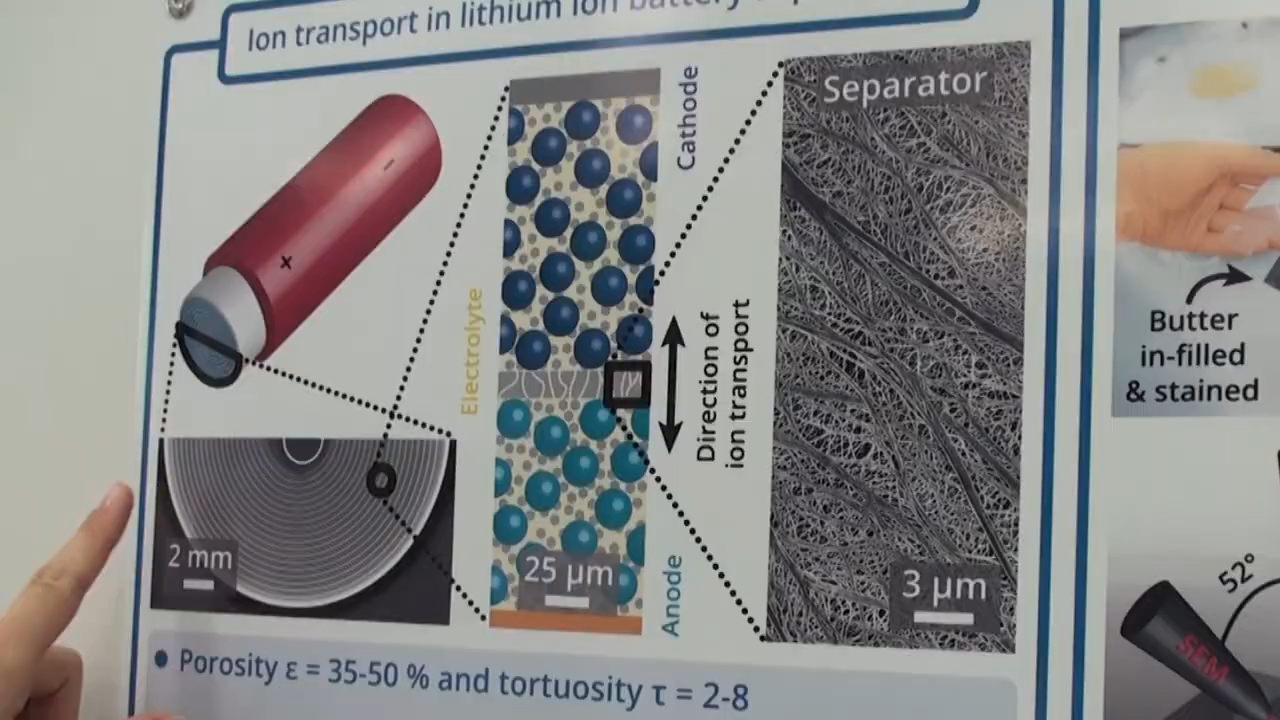 Ion transport in lithium ion battery
Cathode
Separator
-
+
Electrolyte
Direction of
ion transport
2 mm
25 µm
Anode
3 µm
Porosity ε = 35-50 % and tortuosity τ = 2-8
Butter
in-filled
& stained
52°
SEM